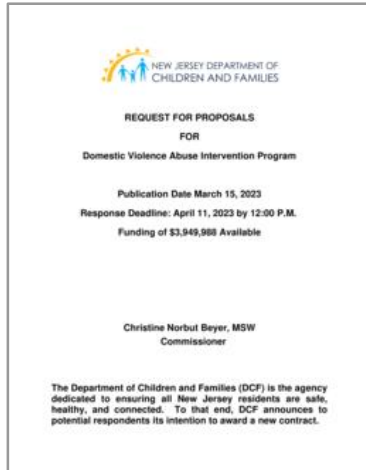 NEW JERSEY DEPARTMENT OF
CHILDREN AND FAMILIES
REQUEST FOR PROPOSALS
FOR
Domestic Violence Abuse Intervention Program
Publication Date March 15, 2023
Response Deadline: April 11, 2023 by 12:00 P.M.
Funding of $3,949,988 Available
Christine Norbut Beyer, MSW
Commissioner
The Department of Children and Families (DCF) is the agency
dedicated to ensuring all New Jersey residents are safe,
healthy, and connected. To that end, DCF announces to
potential respondents its intention to award a new contract.